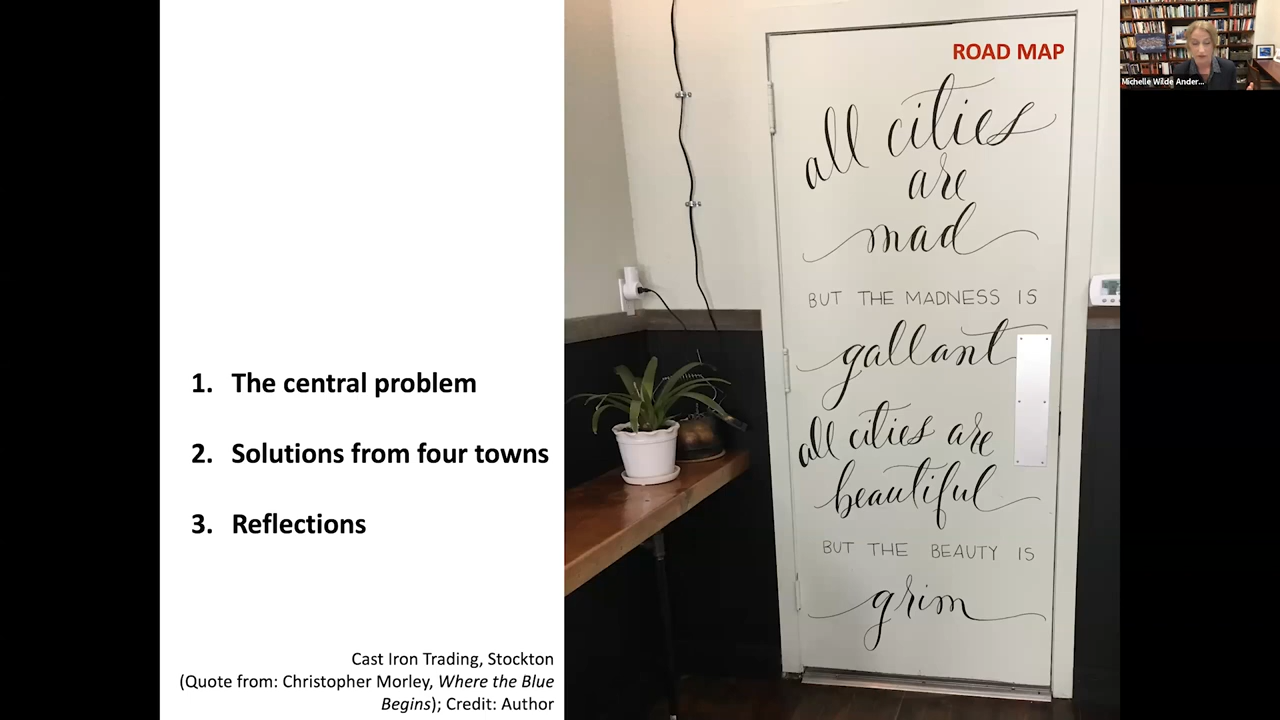 ROAD MAP
all cities
are
mad
BUT THE MADNESS IS
gallant
all cities are
beautiful
BUT THE BEAUTY IS
grim
1. The central problem
2. Solutions from four towns
3. Reflections
Cast Iron Trading, Stockton
(Quote from: Christopher Morley, Where the Blue
Begins); Credit: Author
Michelle Wilde Ander...